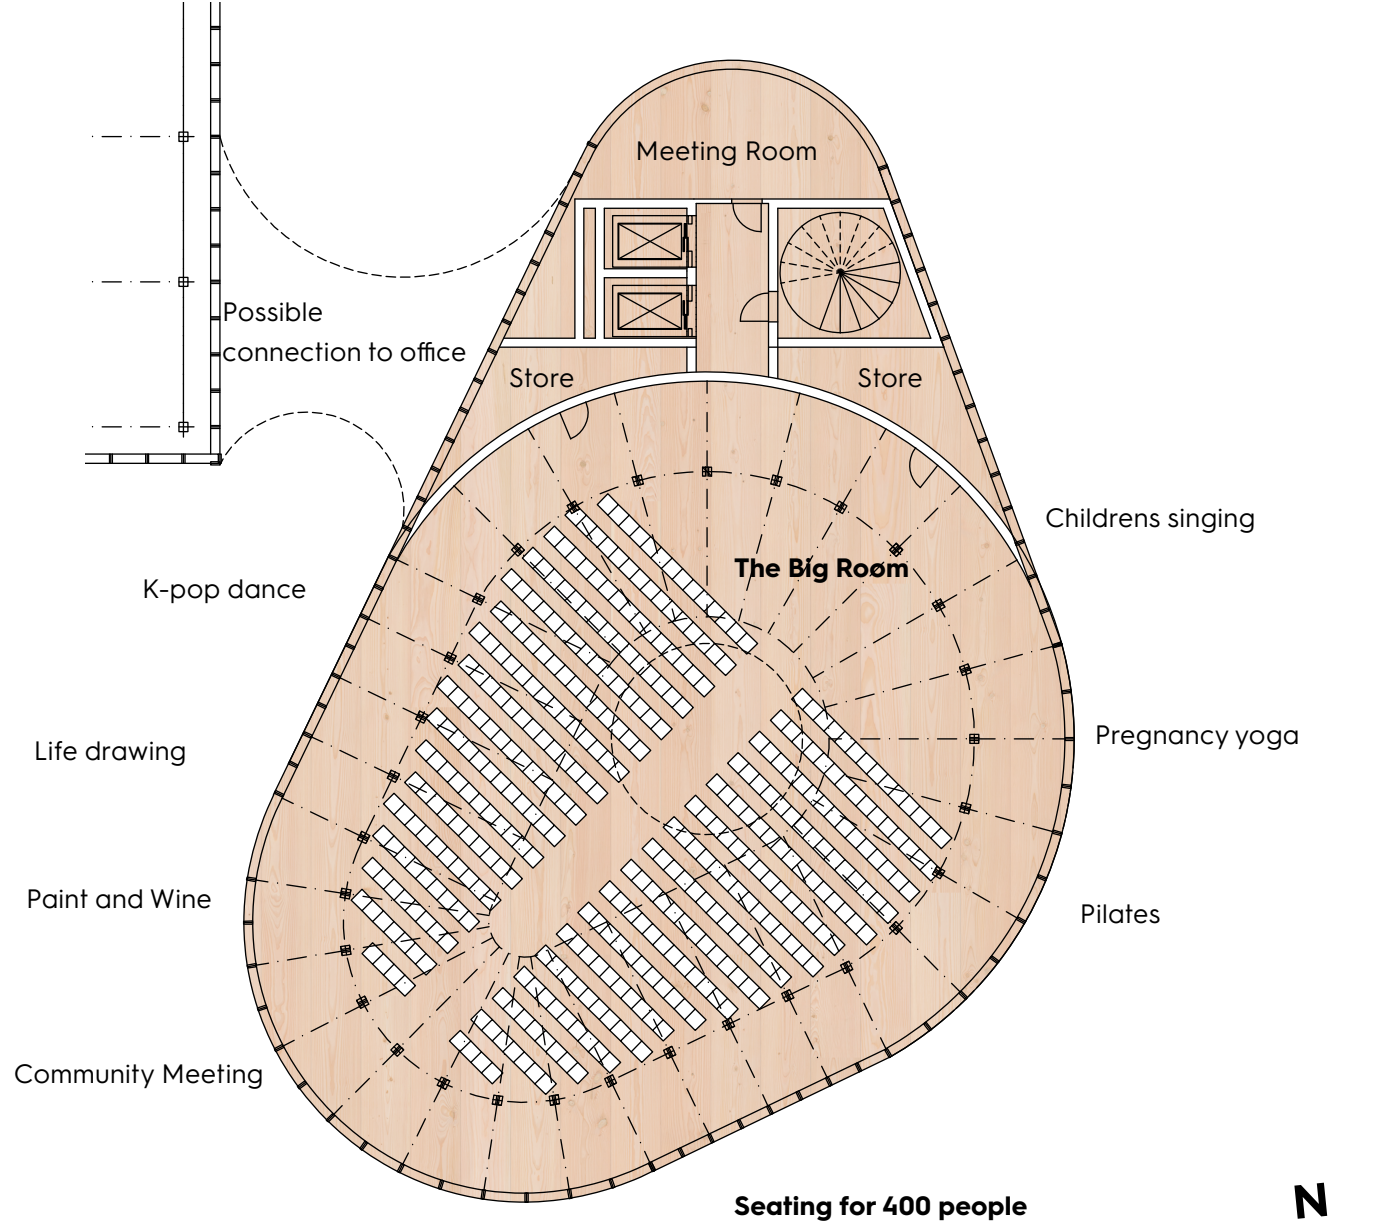 Meeting Room
Possible
connection to office
Store
Store
Childrens singing
The Big Roøm
K-pop dance
Pregnancy yoga
Life drawing
Paint and Wine
Pilates
Community Meeting
Seating for 400 people
N